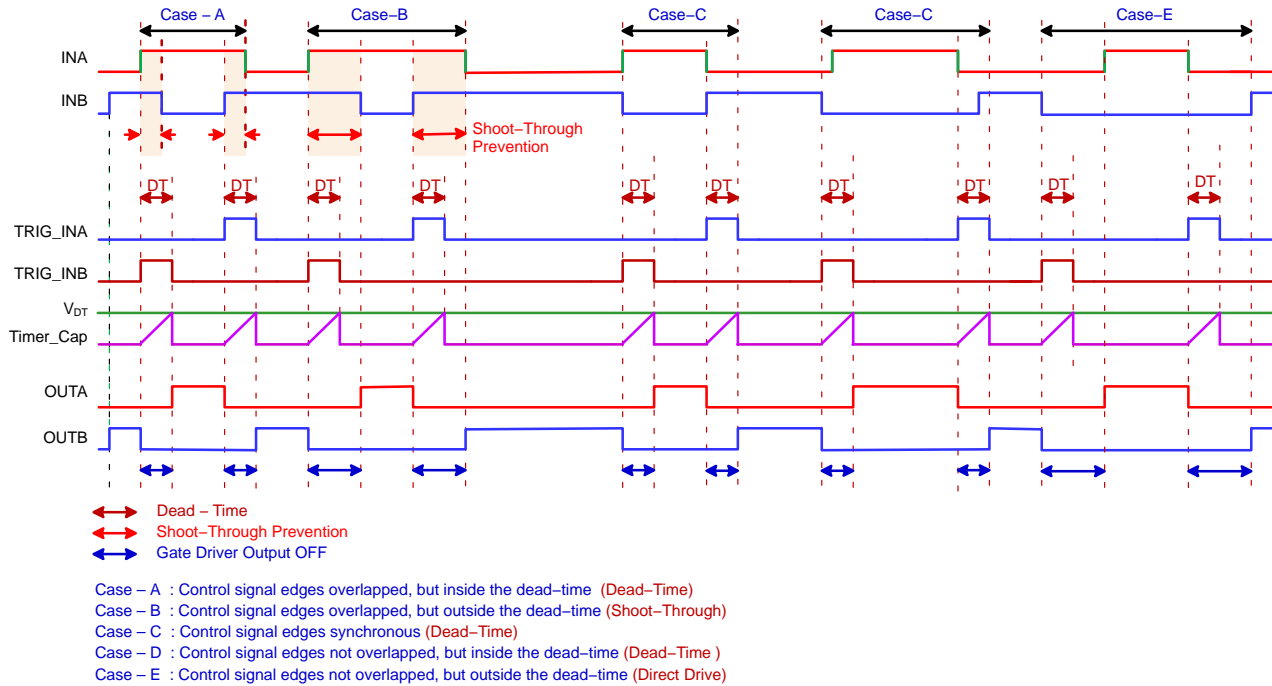 Case – A Case–B Case–C Case–C Case–E
INA
INB
Shoot–Through
Prevention
DT DT DT DT DT DT DT DT DT DT
TRIG_INA
TRIG_INB
VDT
Timer_Cap
OUTA
OUTB
Dead – Time
Shoot–Through Prevention
Gate Driver Output OFF
Case – A : Control signal edges overlapped, but inside the dead–time (Dead–Time)
Case – B : Control signal edges overlapped, but outside the dead–time (Shoot–Through)
Case – C : Control signal edges synchronous (Dead–Time)
Case – D : Control signal edges not overlapped, but inside the dead–time (Dead–Time )
Case – E : Control signal edges not overlapped, but outside the dead–time (Direct Drive)